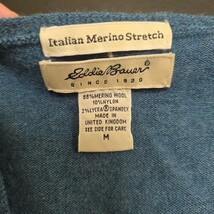 Italian Merino Stretch
Eddie Bauer
SINCE 1920
88% MERINO WOOL
10% NYLON
2% LYCRA® SPANDEX
MADE IN
UNITED KINGDOM
SEE SIDE FOR CARE
M